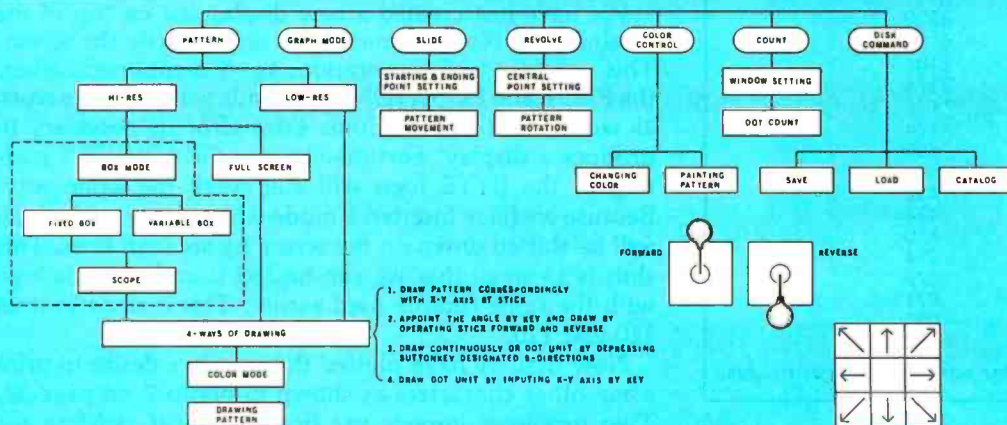 PATTERN
GRAPH MODE
SLIDE
REVOLVE
COLOR
CONTROL
COUNT
DISK
COMMAND
HI-RES
LOW-RES
STARTING & ENDING
POINT SETTING
PATTERN
MOVEMENT
CENTRAL
POINT SETTING
PATTERN
ROTATION
WINDOW SETTING
DOT COUNT
BOX MODE
FULL SCREEN
CHANGING
COLOR
PAINTING
PATTERN
SAVE
LOAD
CATALOG
FIXED BOX
VARIABLE BOX
SCOPE
FORWARD
REVERSE
4-WAYS OF DRAWING
1. DRAW PATTERN CORRESPONDINGLY
WITH X-Y AXIS BY STICK
2. APPOINT THE ANGLE BY KEY AND DRAW BY
OPERATING STICK FORWARD AND REVERSE
3. DRAW CONTINUOUSLY OR DOT UNIT BY DEPRESSING
BUTTONKEY DESIGNATED 8-DIRECTIONS
4. DRAW DOT UNIT BY INPUTING X-Y AXIS BY KEY
COLOR MODE
DRAWING
PATTERN